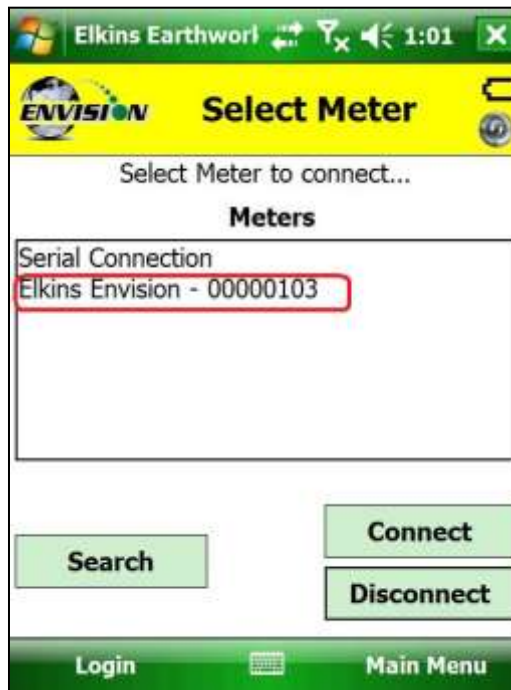 Elkins Earthworl 1:01
ENVISION Select Meter
Select Meter to connect...
Meters
Serial Connection
Elkins Envision - 00000103
Connect
Search
Disconnect
Login Main Menu